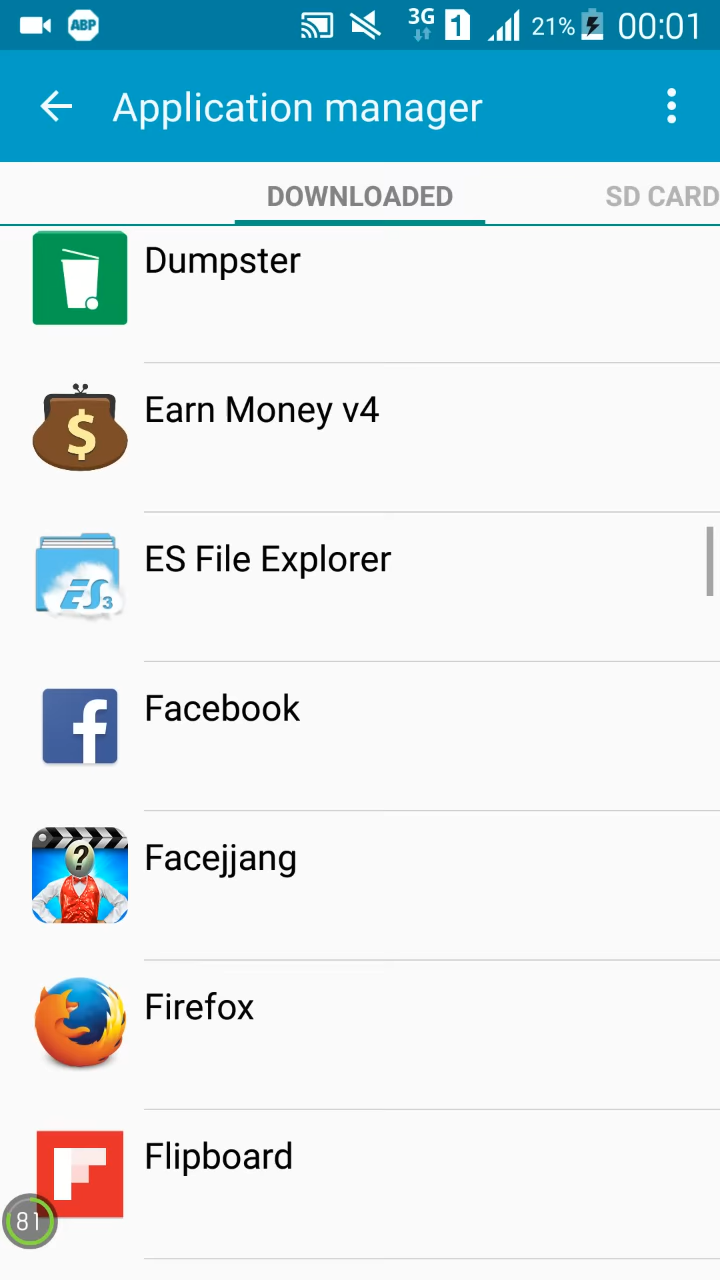 ABP 3G 1 21% 00:01
Application manager
DOWNLOADED SD CARD
Dumpster
$ Earn Money v4
ES3 ES File Explorer
f Facebook
? Facejjang
Firefox
F Flipboard
81